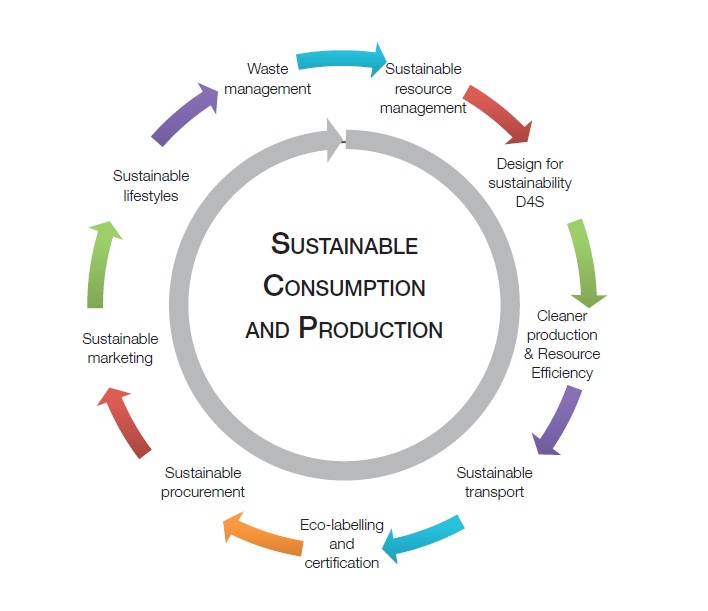 Waste
management
Sustainable
resource
management
Design for
sustainability
D4S
Cleaner
production
& Resource
Efficiency
Sustainable
transport
Eco-labelling
and
certification
Sustainable
procurement
Sustainable
marketing
Sustainable
lifestyles
SUSTAINABLE
CONSUMPTION
AND PRODUCTION